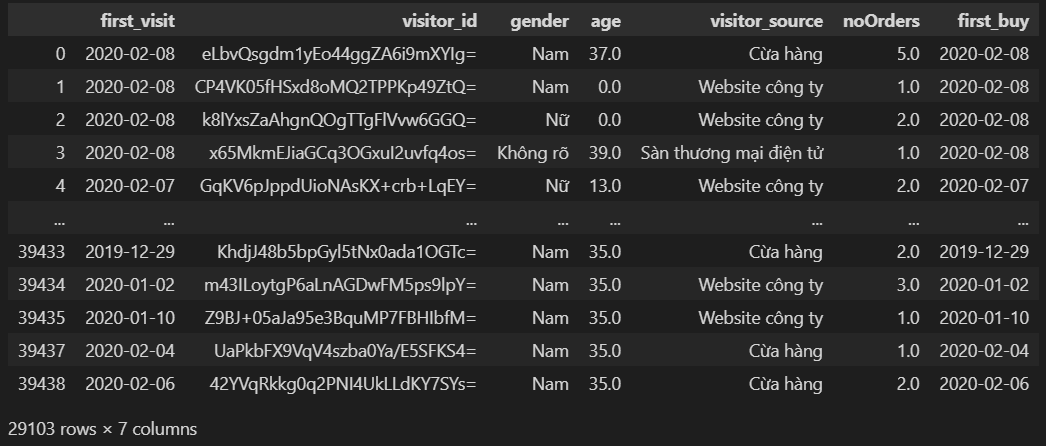 first_visit visitor_id gender age visitor_source noOrders first_buy
0 2020-02-08 eLbvQsgdm1yEo44ggZA6i9mXYIg= Nam 37.0 Cửa hàng 5.0 2020-02-08
1 2020-02-08 CP4VK05fHSxd8oMQ2TPPKp49ZtQ= Nam 0.0 Website công ty 1.0 2020-02-08
2 2020-02-08 k8lYxsZaAhgnQOgTTgFlVvw6GGQ= Nữ 0.0 Website công ty 2.0 2020-02-08
3 2020-02-08 x65MkmEJiaGCq3OGxuI2uvfq4os= Không rõ 39.0 Sàn thương mại điện tử 1.0 2020-02-08
4 2020-02-07 GqKV6pJppdUioNAsKX+crb+LqEY= Nữ 13.0 Website công ty 2.0 2020-02-07
... ... ... ... ... ... ... ...
39433 2019-12-29 KhdjJ48b5bpGyl5tNx0ada1OGTc= Nam 35.0 Cửa hàng 2.0 2019-12-29
39434 2020-01-02 m43ILoytgP6aLnAGDwFM5ps9lpY= Nam 35.0 Website công ty 3.0 2020-01-02
39435 2020-01-10 Z9BJ+05aJa95e3BquMP7FBHIbfM= Nam 35.0 Website công ty 1.0 2020-01-10
39437 2020-02-04 UaPkbFX9VqV4szba0Ya/E5SFKS4= Nam 35.0 Cửa hàng 1.0 2020-02-04
39438 2020-02-06 42YVqRkkg0q2PNI4UkLLdKY7SYs= Nam 35.0 Cửa hàng 2.0 2020-02-06
29103 rows × 7 columns